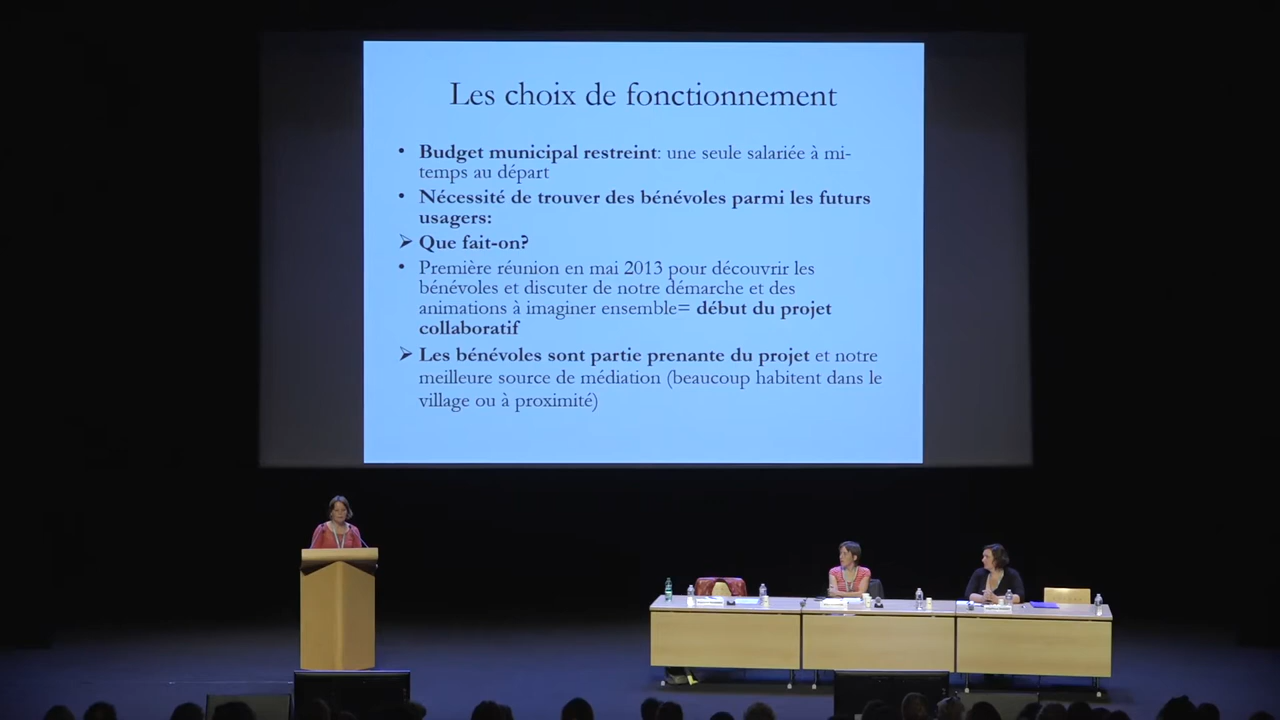 Les choix de fonctionnement
• Budget municipal restreint: une seule salariée à mi-
temps au départ
• Nécessité de trouver des bénévoles parmi les futurs
usagers:
➢ Que fait-on?
• Première réunion en mai 2013 pour découvrir les
bénévoles et discuter de notre démarche et des
animations à imaginer ensemble= début du projet
collaboratif
➢ Les bénévoles sont partie prenante du projet et notre
meilleure source de médiation (beaucoup habitent dans le
village ou à proximité)